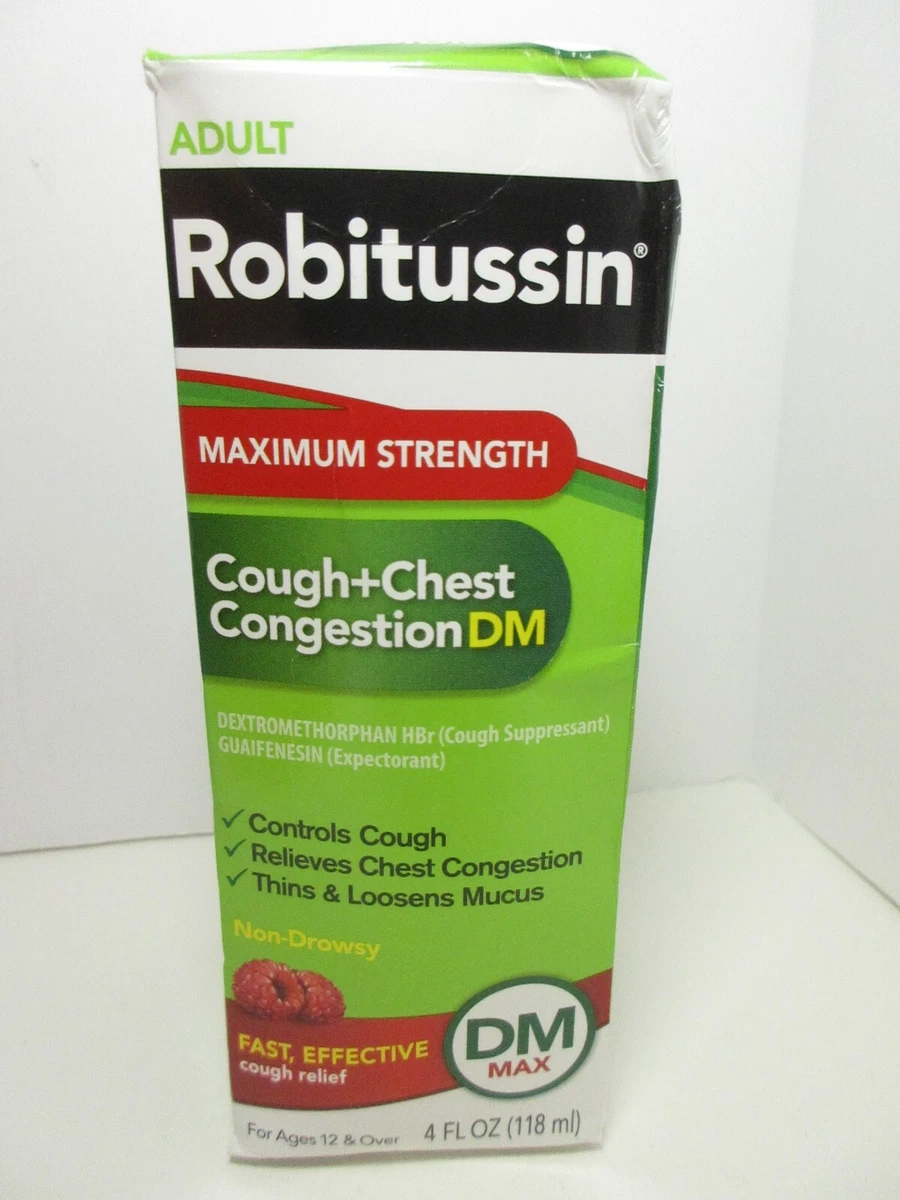 ADULT
Robitussin®
MAXIMUM STRENGTH
Cough+Chest
Congestion DM
DEXTROMETHORPHAN HBr (Cough Suppressant)
GUAIFENESIN (Expectorant)
✓ Controls Cough
✓ Relieves Chest Congestion
✓ Thins & Loosens Mucus
Non-Drowsy
FAST, EFFECTIVE
cough relief
DM
MAX
For Ages 12 & Over 4 FL OZ (118 ml)